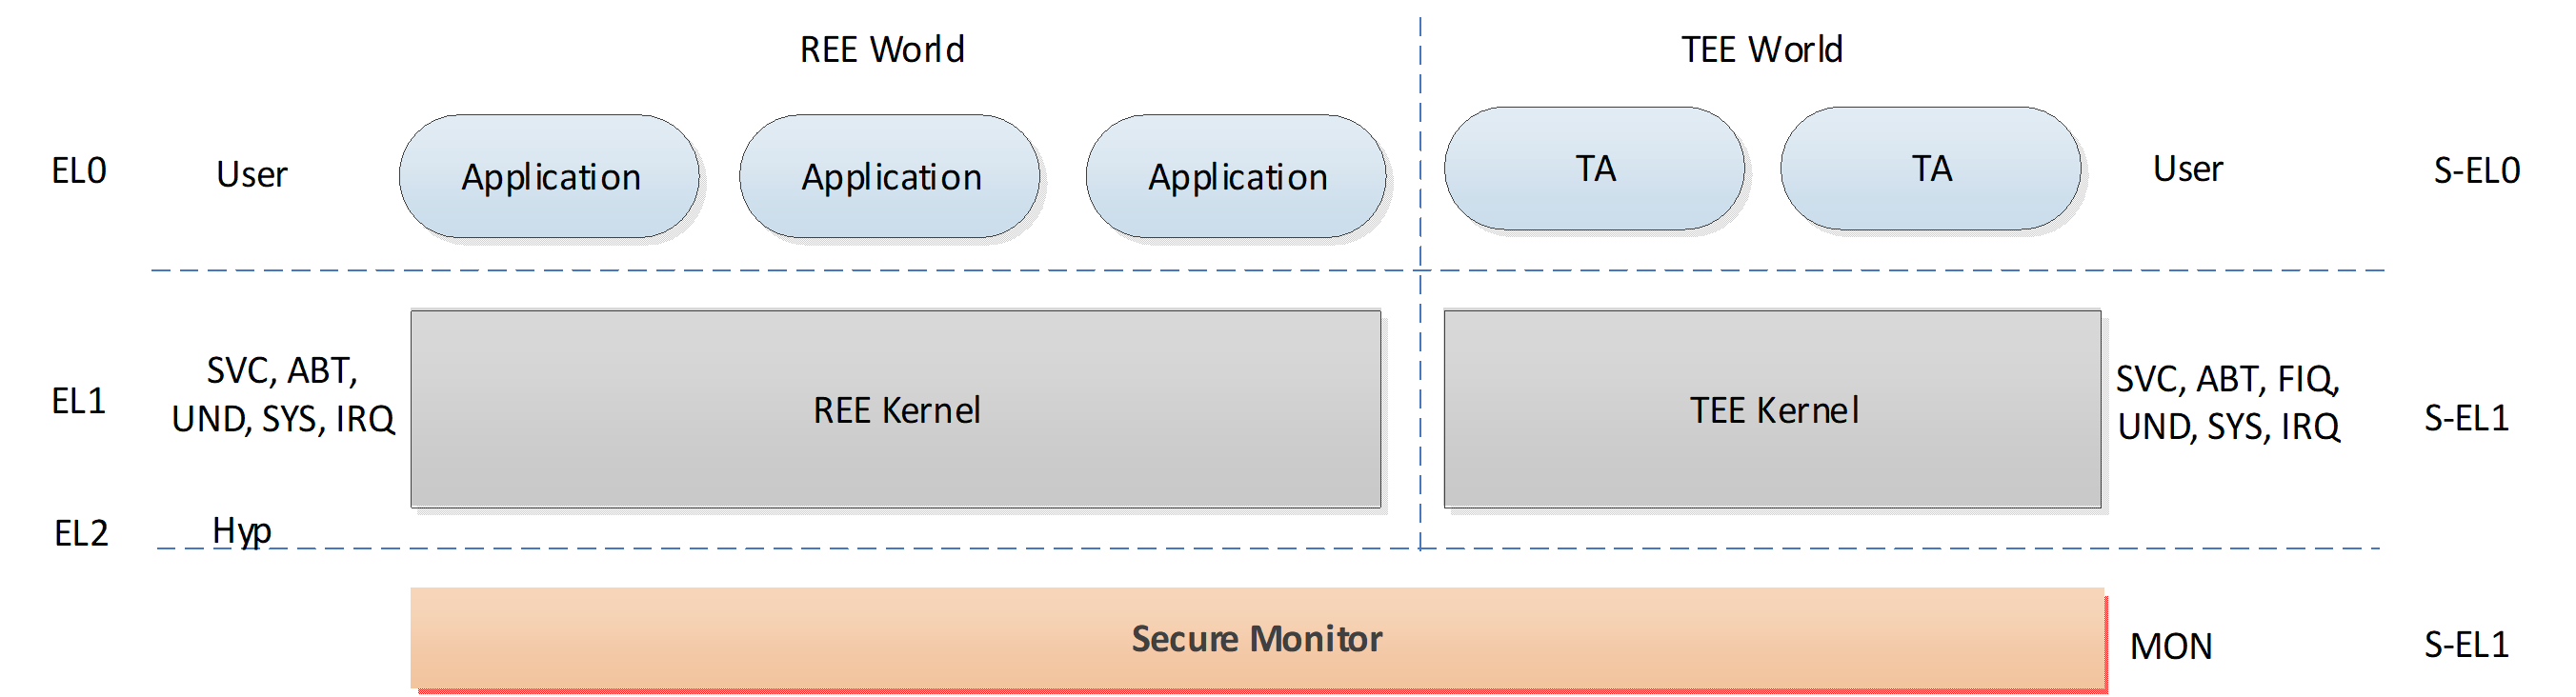 REE World
TEE World
EL0
User
Application
Application
Application
TA
TA
User
S-EL0
EL1
SVC, ABT,
UND, SYS, IRQ
REE Kernel
TEE Kernel
SVC, ABT, FIQ,
UND, SYS, IRQ
S-EL1
EL2
Hyp
Secure Monitor
MON
S-EL1